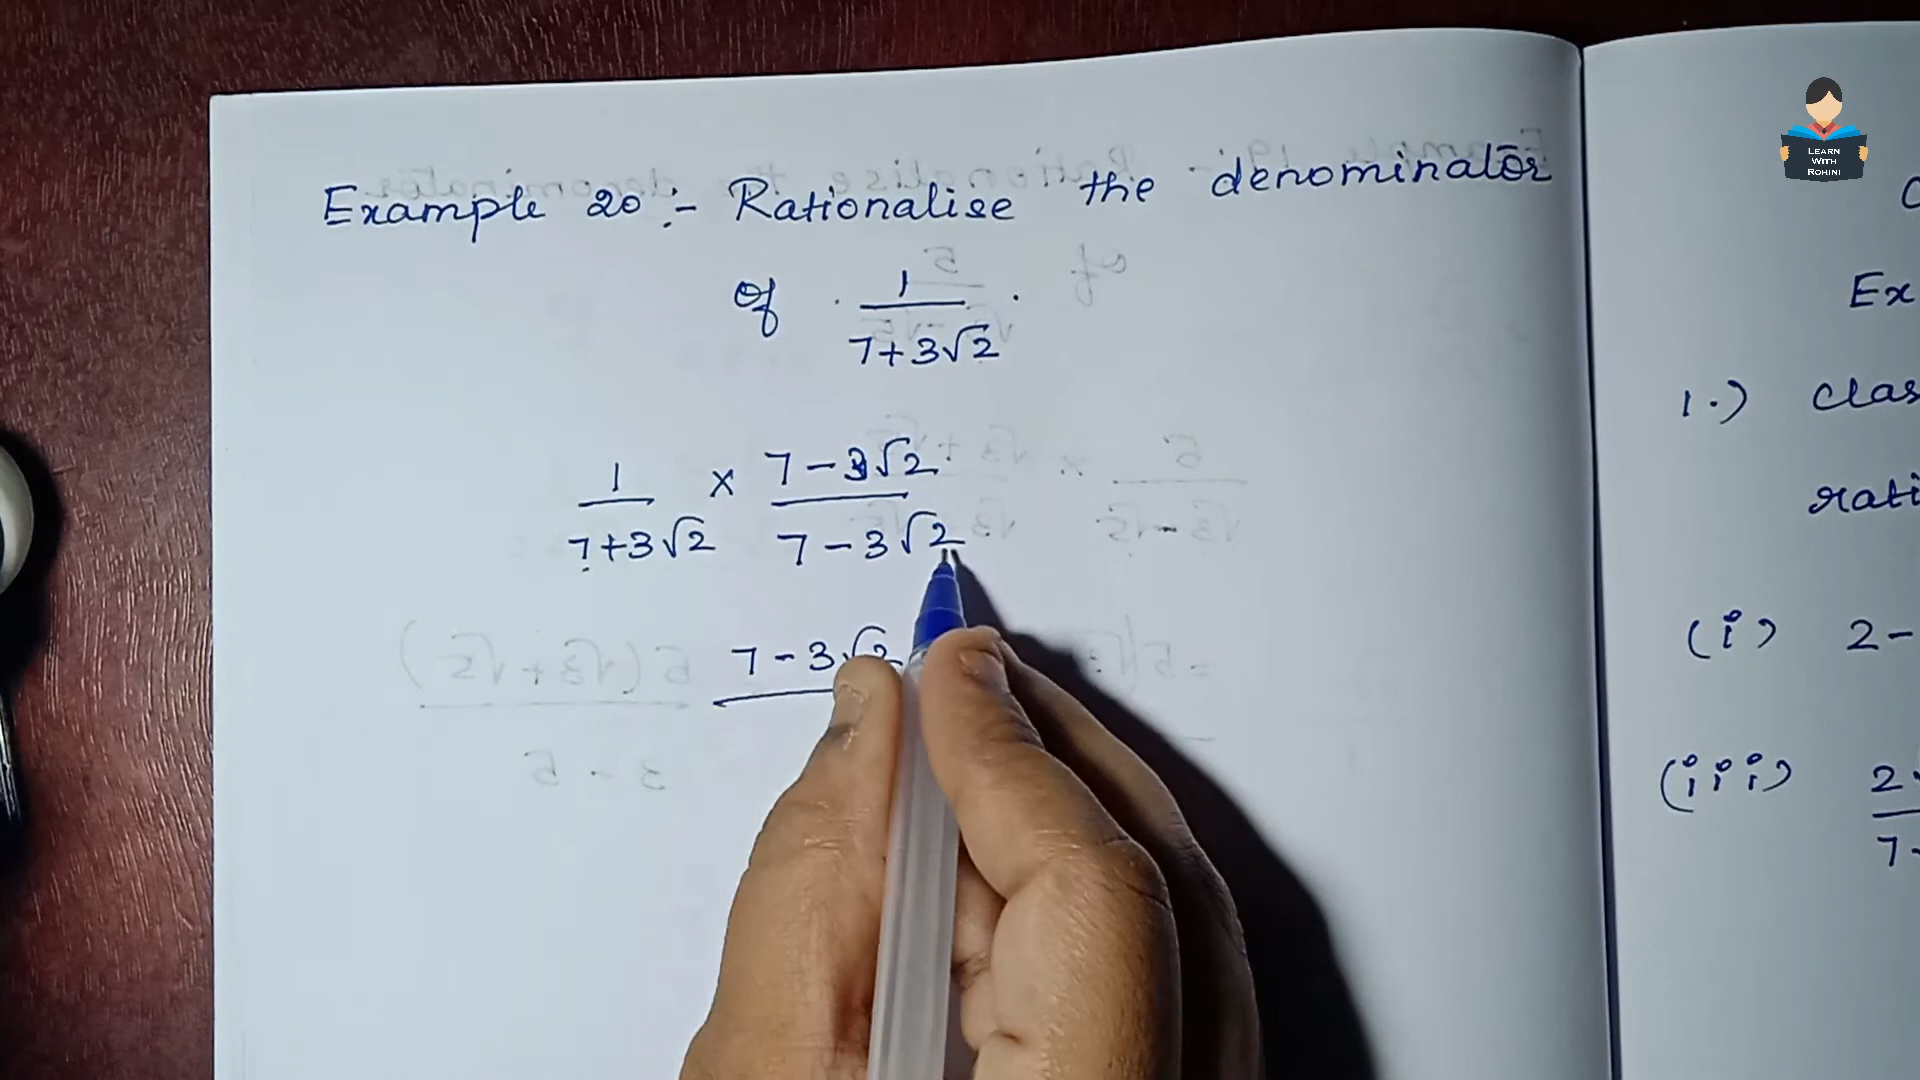 Example 20:- Rationalise the denominator
of 1/(7+3√2).
1/(7+3√2) × (7-3√2)/(7-3√2)
7-3√2
LEARN
WITH
ROHINI
Ex
1.) Clas
rati
(i) 2-
(iii) 2
7-